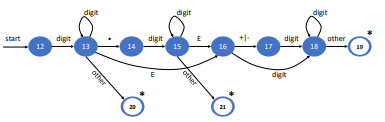 digit digit digit
start digit • digit E +|- digit other *
12 13 14 15 16 17 18 19
other E other digit
* *
20 21